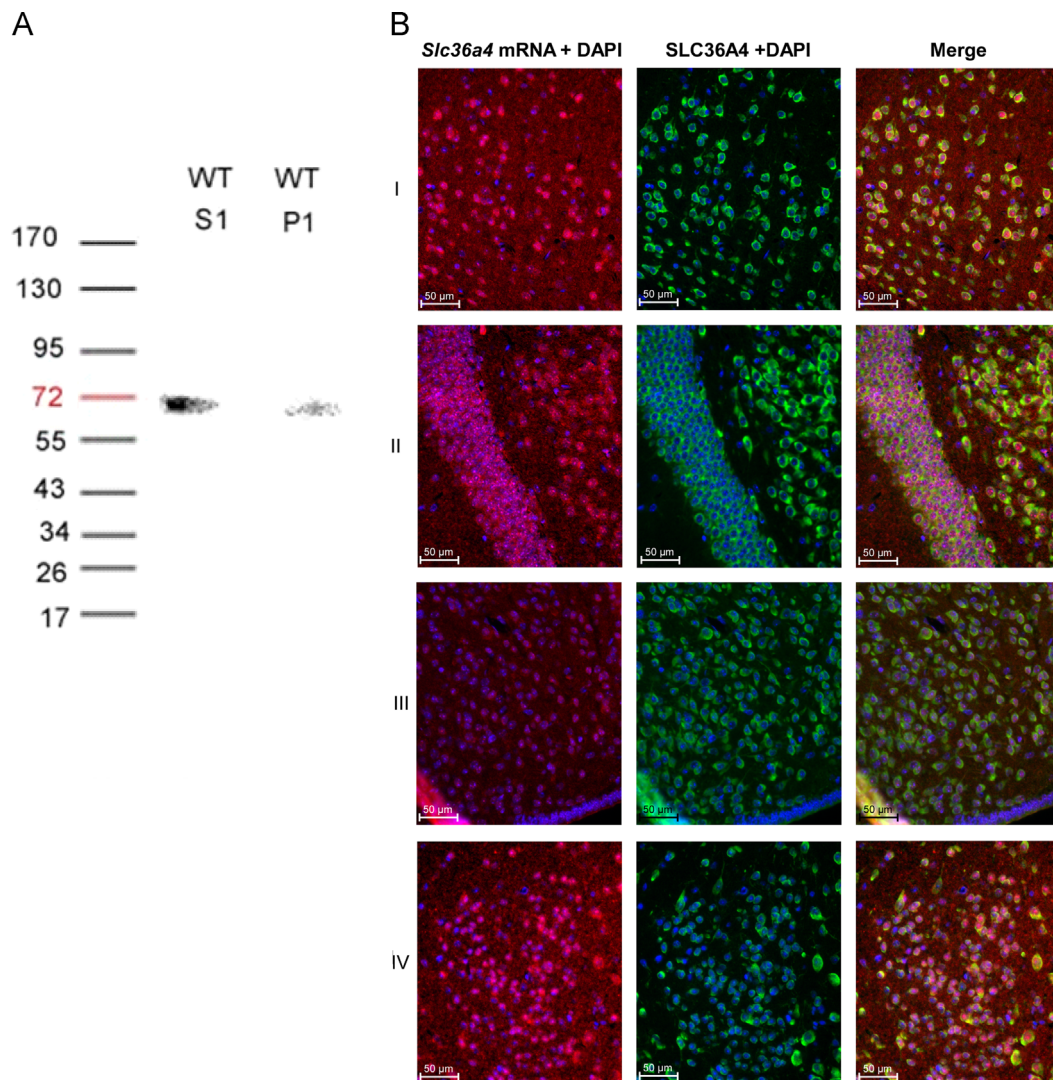 A
WT WT
S1 P1
170
130
95
72
55
43
34
26
17
B
Slc36a4 mRNA + DAPI SLC36A4 +DAPI Merge
I
50 µm 50 µm 50 µm
II
50 µm 50 µm 50 µm
III
50 µm 50 µm 50 µm
IV
50 µm 50 µm 50 µm